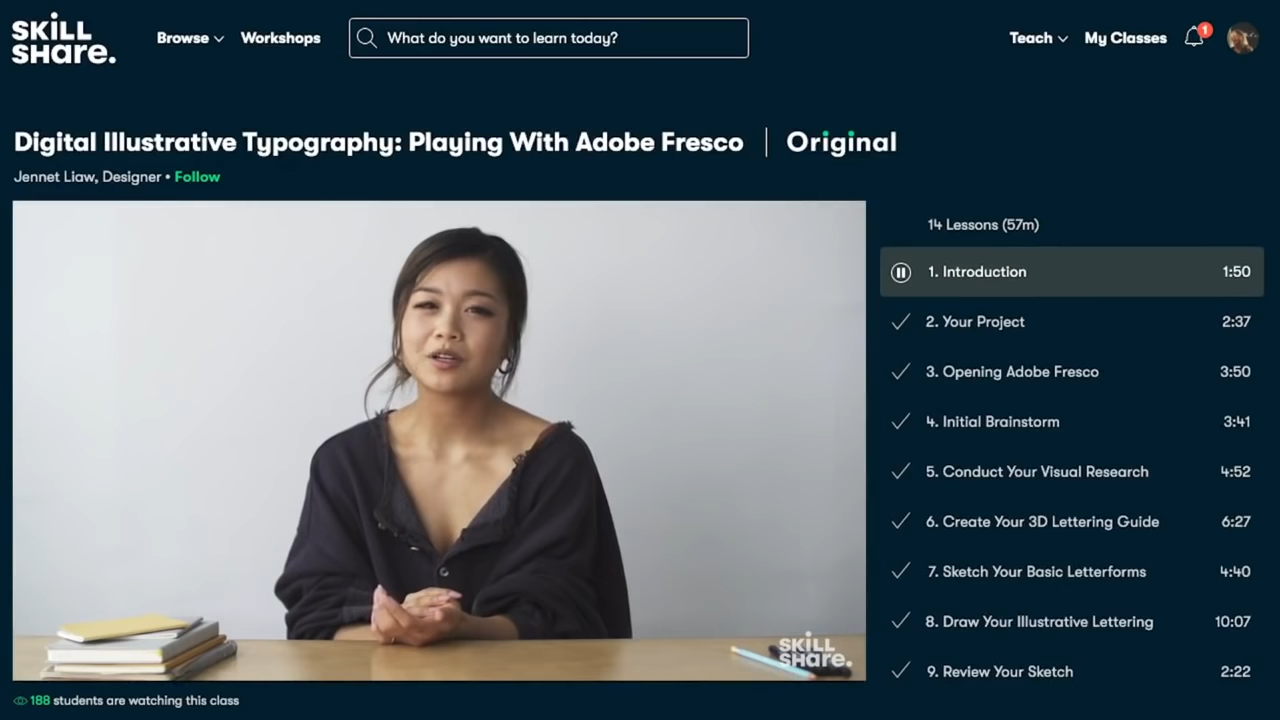 SKILL
SHare.
Browse
Workshops
What do you want to learn today?
Teach
My Classes
1
Digital Illustrative Typography: Playing With Adobe Fresco | Original
Jennet Liaw, Designer • Follow
14 Lessons (57m)
1. Introduction 1:50
2. Your Project 2:37
3. Opening Adobe Fresco 3:50
4. Initial Brainstorm 3:41
5. Conduct Your Visual Research 4:52
6. Create Your 3D Lettering Guide 6:27
7. Sketch Your Basic Letterforms 4:40
8. Draw Your Illustrative Lettering 10:07
9. Review Your Sketch 2:22
SKILL
SHare.
188 students are watching this class